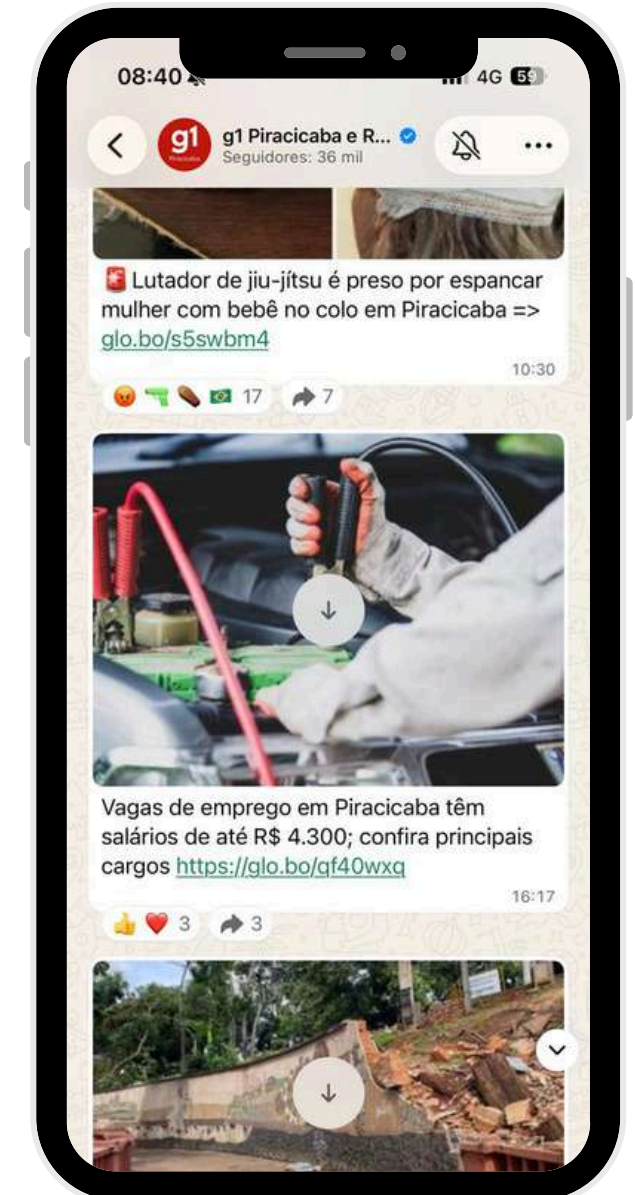 08:40
4G 59
g1
g1 Piracicaba e R...
Seguidores: 36 mil
Lutador de jiu-jítsu é preso por espancar
mulher com bebê no colo em Piracicaba =>
glo.bo/s5swbm4
10:30
17
7
Vagas de emprego em Piracicaba têm
salários de até R$ 4.300; confira principais
cargos https://glo.bo/qf40wxq
16:17
3
3